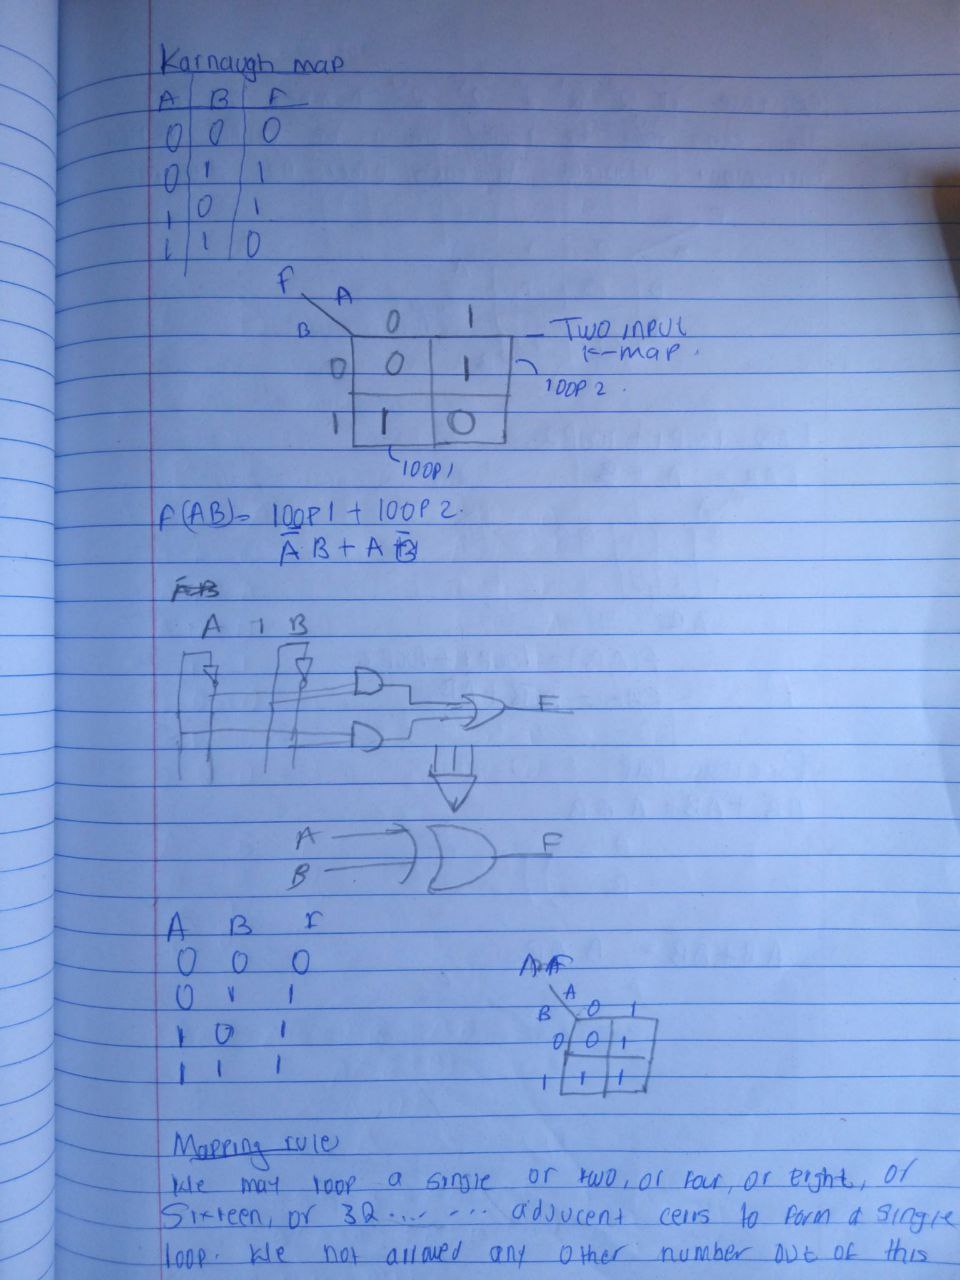 Karnaugh map
A B F
0 0 0
0 1 1
1 0 1
1 1 0
F A
B 0 1
0 0 1
1 1 0
- Two input
K-map.
loop 2.
loop 1
F(AB)= loop 1 + loop 2.
A̅ B + A B̅
A B
F
A
B F
A B F
0 0 0
0 1 1
1 0 1
1 1 1
A
B 0 1
0 0 1
1 1 1
Mapping rule
We may loop a single or two, or four, or eight, or
Sixteen, or 32 ........ adjucent cells to form a single
loop. We not allowed any other number out of this